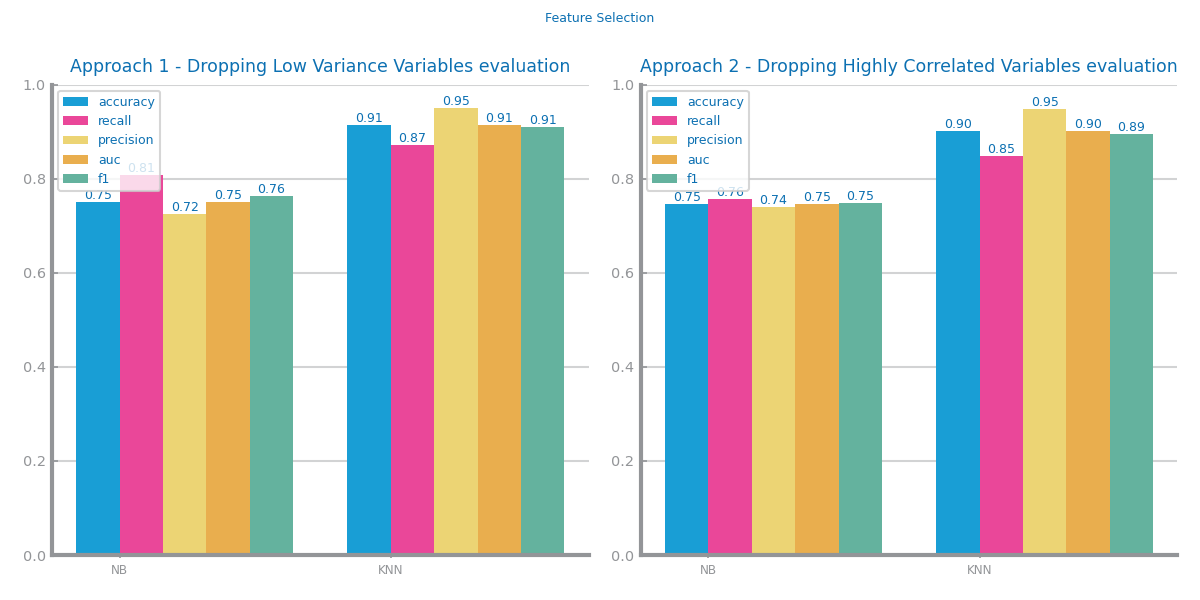 Feature Selection
Approach 1 - Dropping Low Variance Variables evaluation
1.0
0.8
0.6
0.4
0.2
0.0
accuracy
recall
precision
auc
f1
0.75
0.81
0.72
0.75
0.76
0.91
0.87
0.95
0.91
0.91
NB
KNN
Approach 2 - Dropping Highly Correlated Variables evaluation
1.0
0.8
0.6
0.4
0.2
0.0
accuracy
recall
precision
auc
f1
0.75
0.76
0.74
0.75
0.75
0.90
0.85
0.95
0.90
0.89
NB
KNN